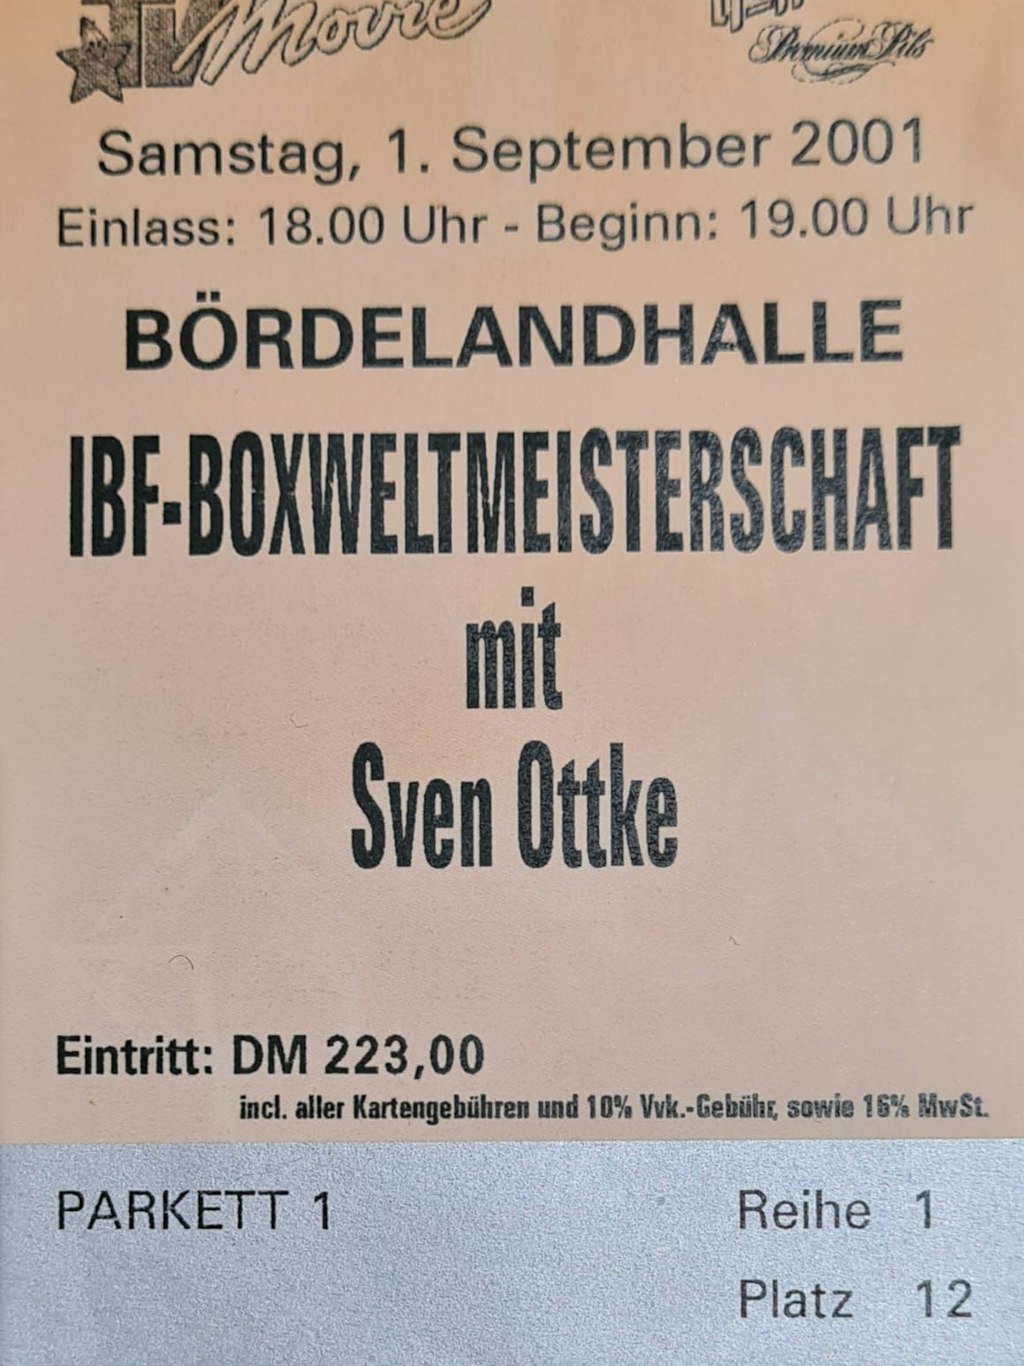 TV Movie
Premium Pils
Samstag, 1. September 2001
Einlass: 18.00 Uhr - Beginn: 19.00 Uhr
BÖRDELANDHALLE
IBF-BOXWELTMEISTERSCHAFT
mit
Sven Ottke
Eintritt: DM 223,00
incl. aller Kartengebühren und 10% Vvk.-Gebühr, sowie 16% MwSt.
PARKETT 1
Reihe 1
Platz 12